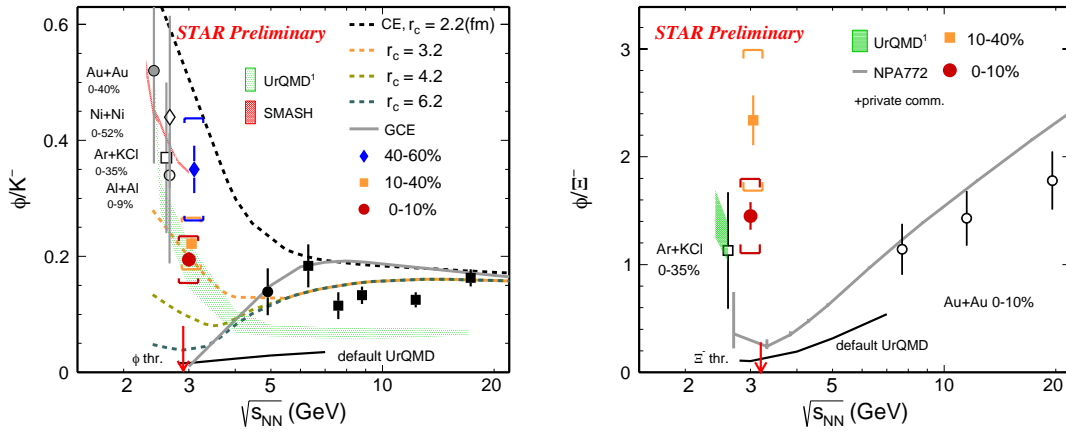 STAR Preliminary
CE, r_c = 2.2(fm)
r_c = 3.2
r_c = 4.2
r_c = 6.2
GCE
40-60%
10-40%
0-10%
UrQMD¹
SMASH
Au+Au
0-40%
Ni+Ni
0-52%
Ar+KCl
0-35%
Al+Al
0-9%
ϕ thr.
default UrQMD
ϕ/K⁻
0.6
0.4
0.2
0
2 3 4 5 10 20
√s_NN (GeV)
STAR Preliminary
UrQMD¹
NPA772
+private comm.
10-40%
0-10%
Ar+KCl
0-35%
Au+Au 0-10%
Ξ⁻ thr.
default UrQMD
ϕ/Ξ⁻
3
2
1
0
2 3 4 5 10 20
√s_NN (GeV)